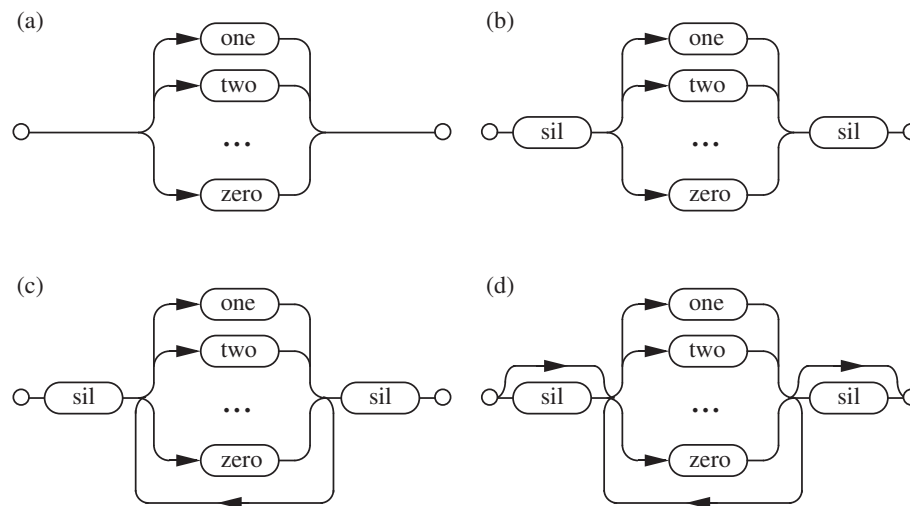 (a)
one
two
...
zero
(b)
one
two
sil ... sil
zero
(c)
one
two
sil ... sil
zero
(d)
one
two
sil ... sil
zero